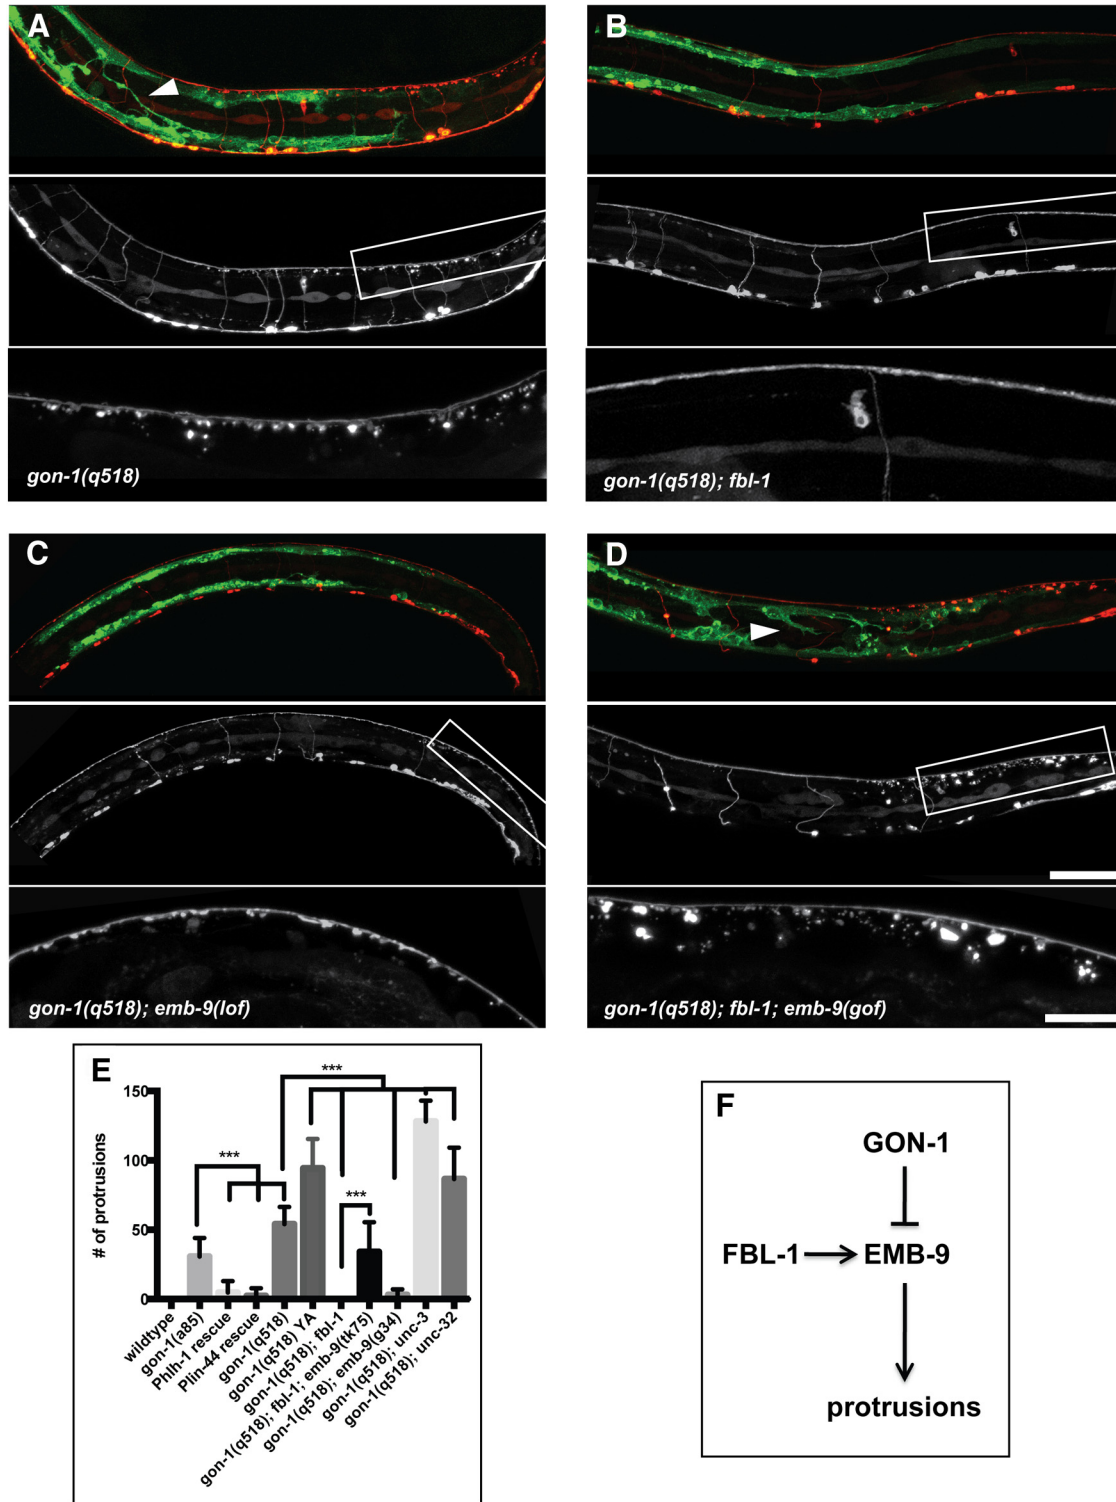 A
B
gon-1(q518)
gon-1(q518); fbl-1
C
D
gon-1(q518); emb-9(lof)
gon-1(q518); fbl-1; emb-9(gof)
E
# of protrusions
150
100
50
0
***
***
***
wildtype
gon-1(a85)
Phlh-1 rescue
Plin-44 rescue
gon-1(q518)
gon-1(q518) YA
gon-1(q518); fbl-1
gon-1(q518); fbl-1; emb-9(tk75)
gon-1(q518); emb-9(g34)
gon-1(q518); unc-3
gon-1(q518); unc-32
F
GON-1
FBL-1
EMB-9
protrusions